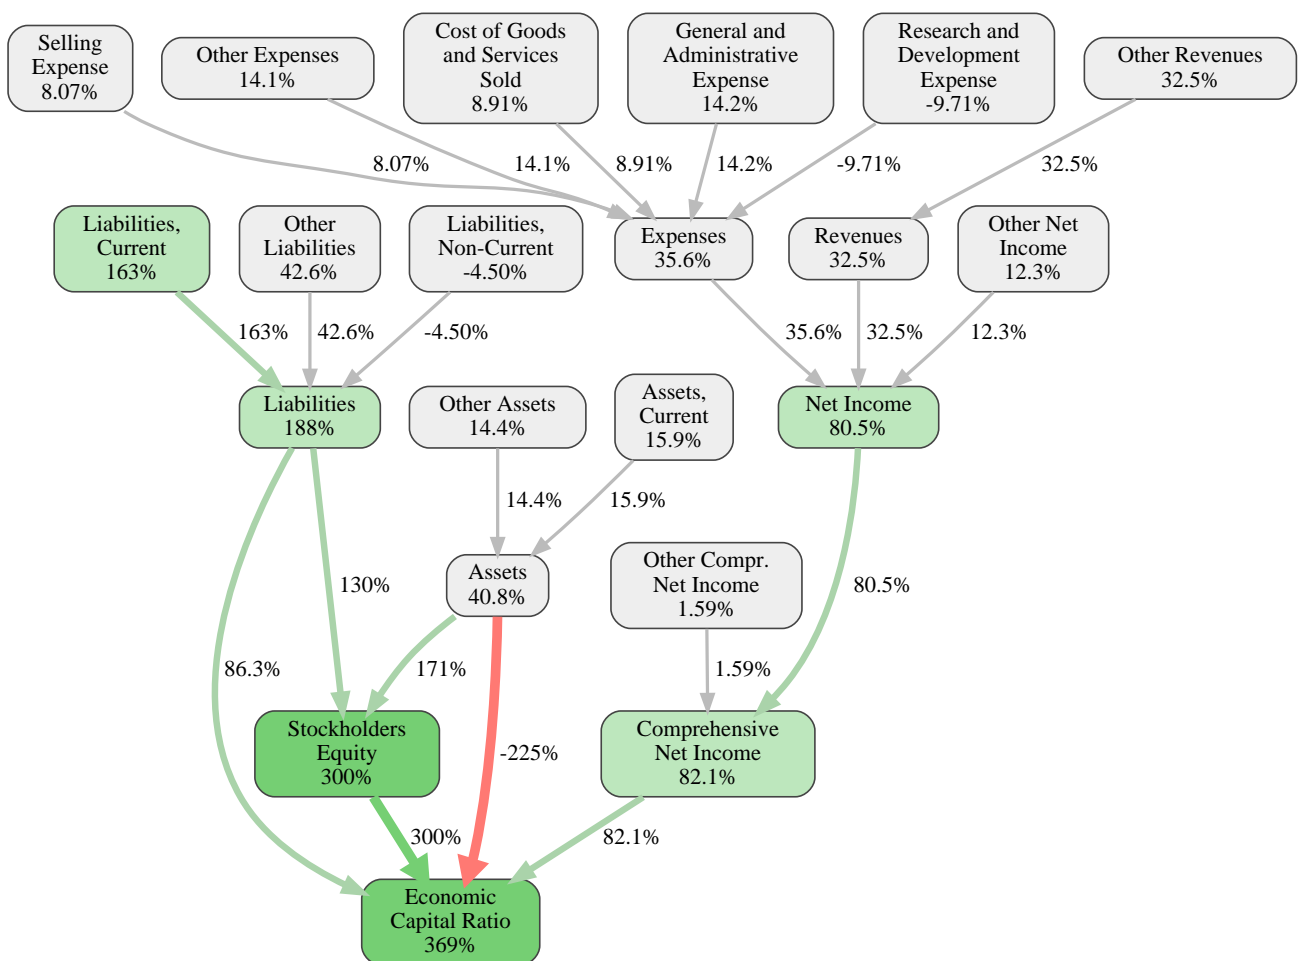 Selling
Expense
8.07%
Other Expenses
14.1%
Cost of Goods
and Services
Sold
8.91%
General and
Administrative
Expense
14.2%
Research and
Development
Expense
-9.71%
Other Revenues
32.5%
8.07%
14.1%
8.91%
14.2%
-9.71%
32.5%
Liabilities,
Current
163%
Other
Liabilities
42.6%
Liabilities,
Non-Current
-4.50%
Expenses
35.6%
Revenues
32.5%
Other Net
Income
12.3%
163%
42.6%
-4.50%
35.6%
32.5%
12.3%
Liabilities
188%
Other Assets
14.4%
Assets,
Current
15.9%
Net Income
80.5%
14.4%
15.9%
Assets
40.8%
Other Compr.
Net Income
1.59%
130%
80.5%
86.3%
171%
1.59%
Stockholders
Equity
300%
-225%
Comprehensive
Net Income
82.1%
300%
82.1%
Economic
Capital Ratio
369%